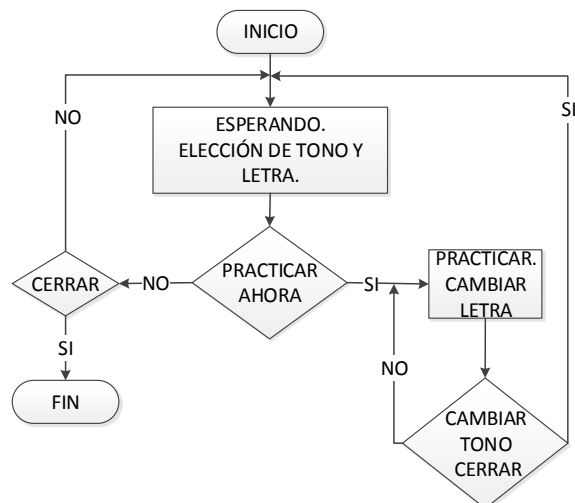 INICIO
NO
SI
ESPERANDO.
ELECCIÓN DE TONO Y
LETRA.
CERRAR
NO
PRACTICAR
AHORA
SI
PRACTICAR.
CAMBIAR
LETRA
SI
NO
FIN
CAMBIAR
TONO
CERRAR